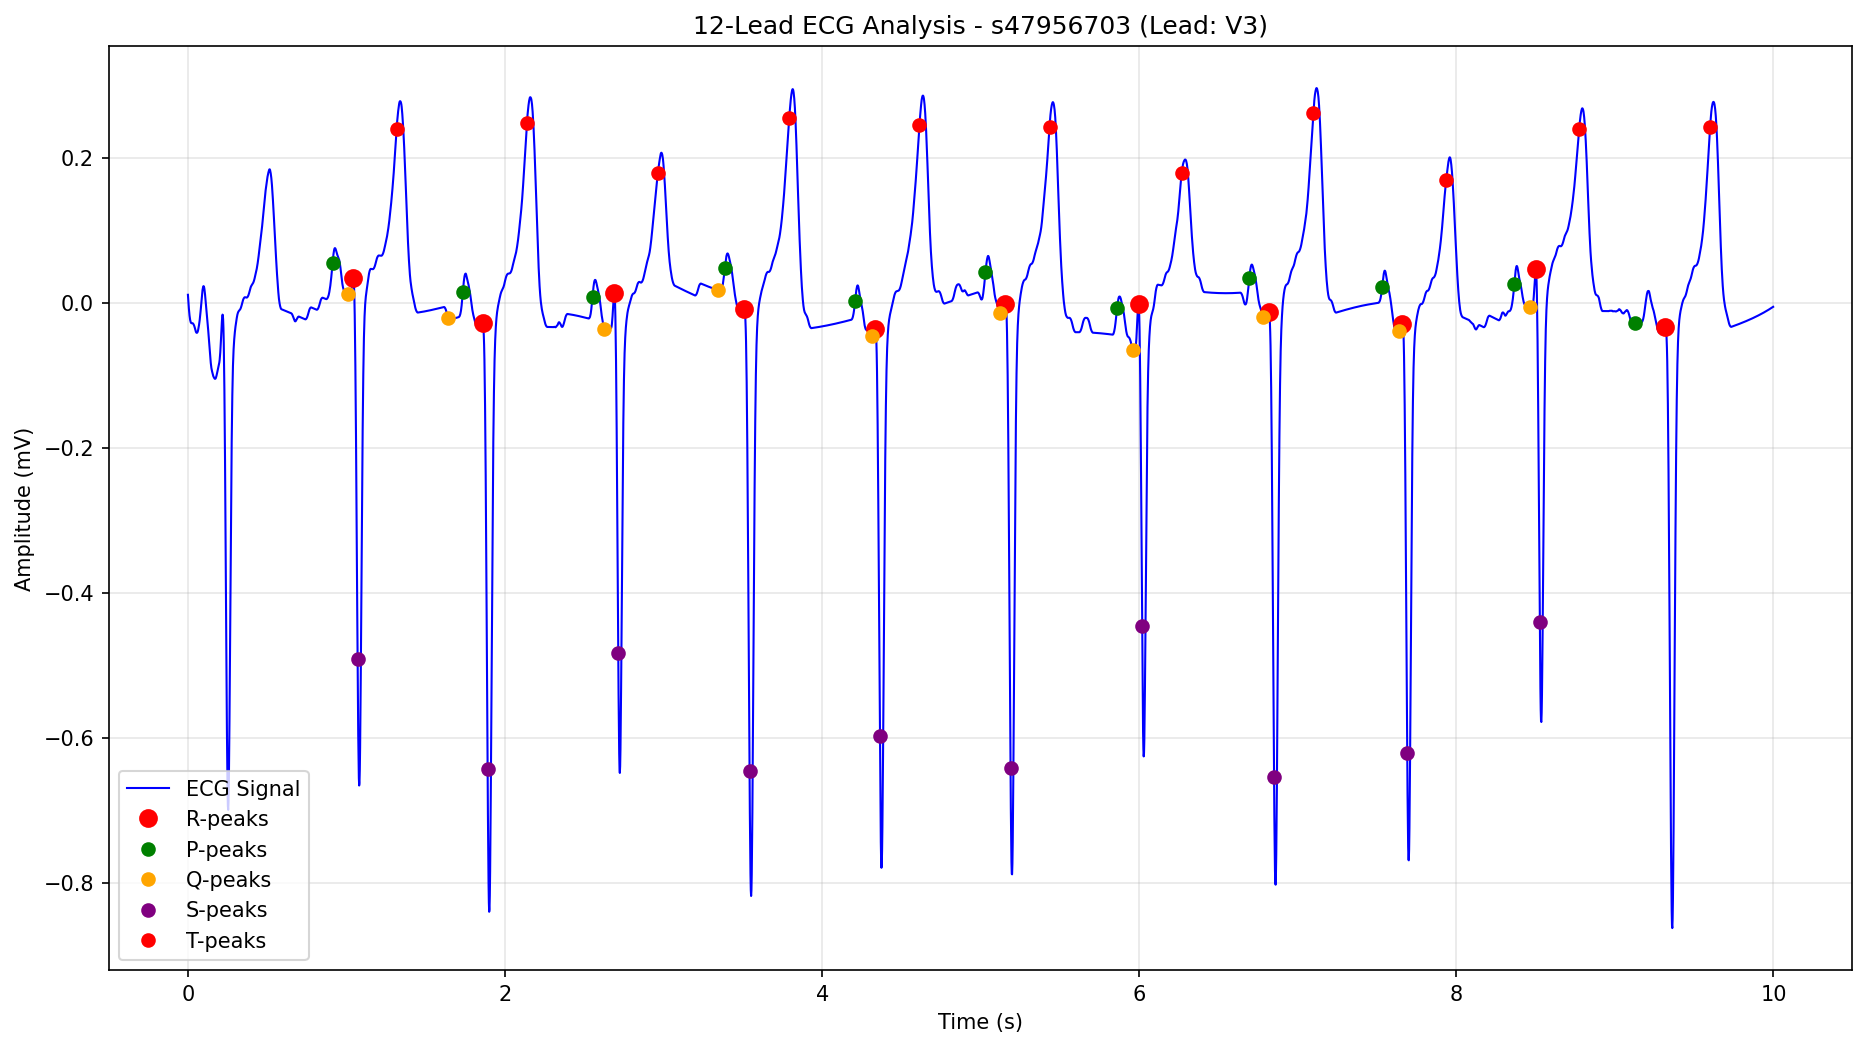 12-Lead ECG Analysis - s47956703 (Lead: V3)
Amplitude (mV)
0.2
0.0
−0.2
−0.4
−0.6
−0.8
ECG Signal
R-peaks
P-peaks
Q-peaks
S-peaks
T-peaks
0 2 4 6 8 10
Time (s)